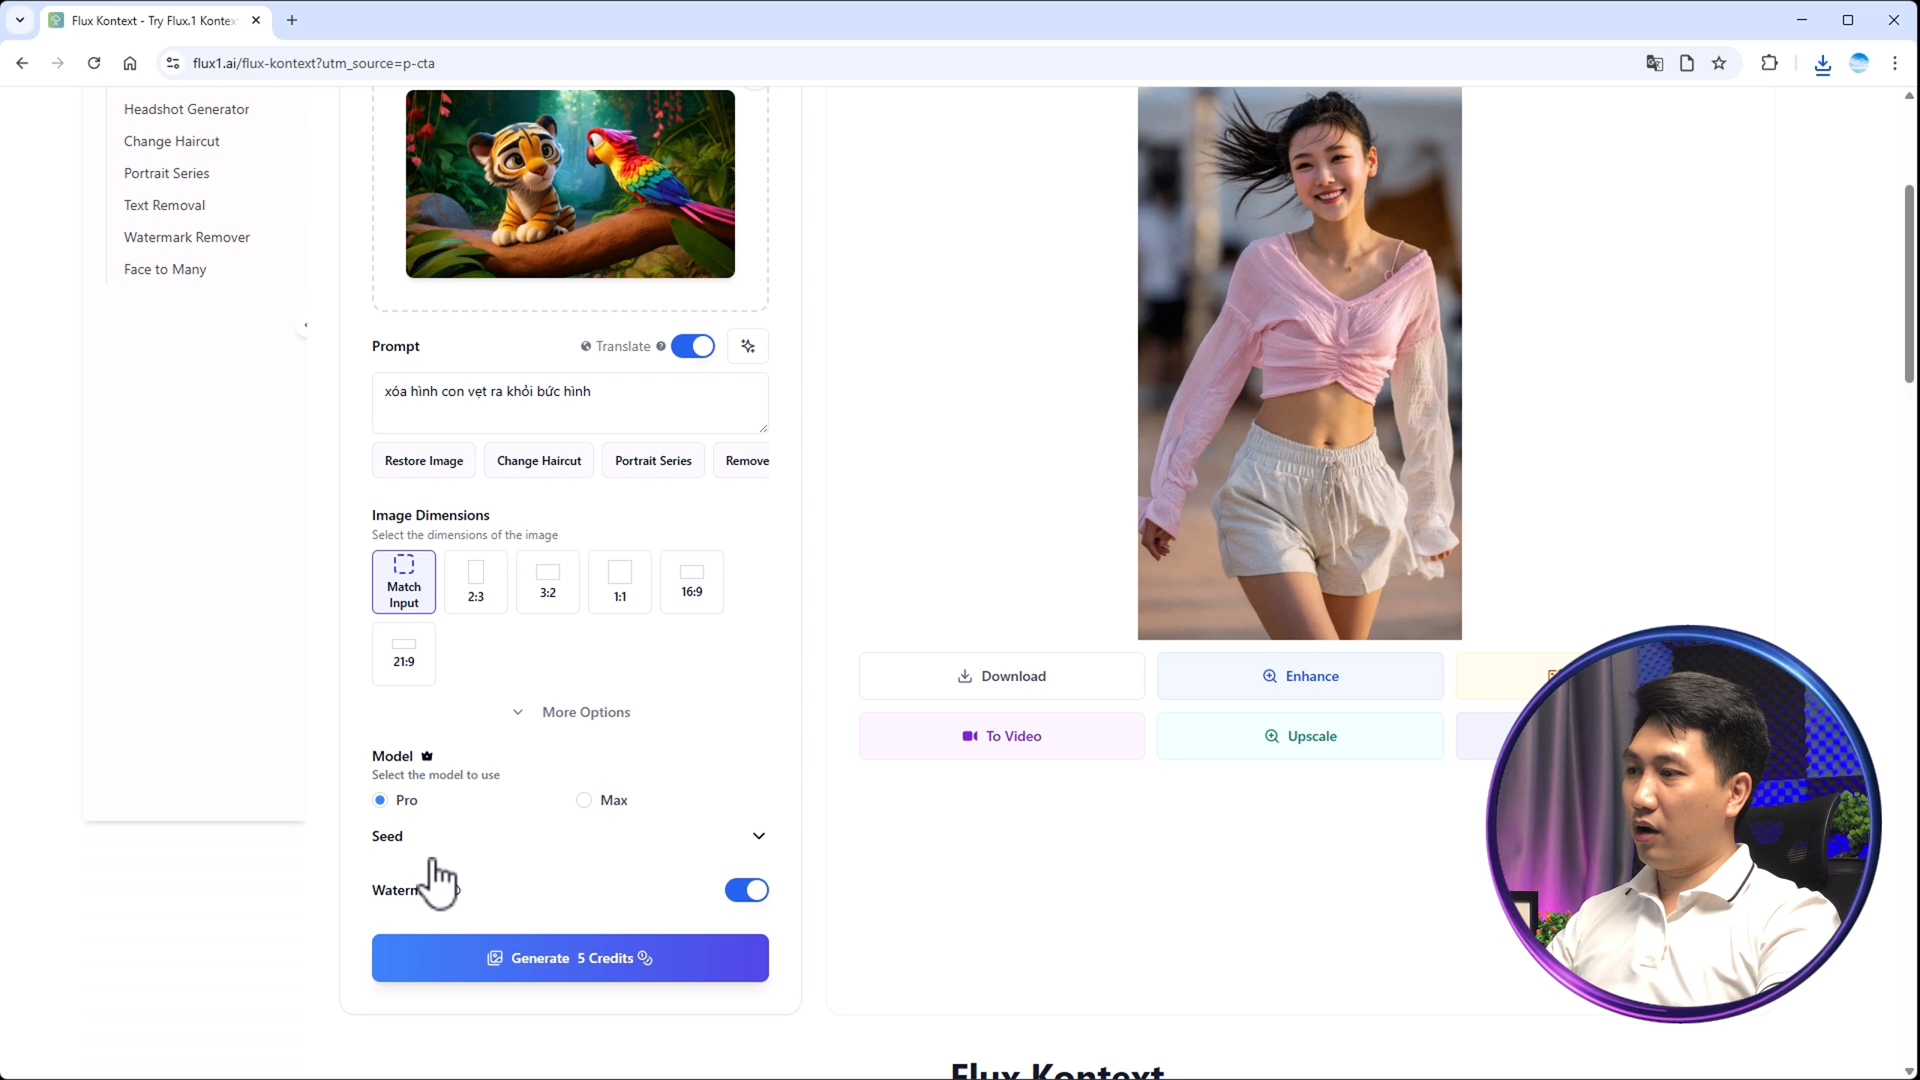 Flux Kontext - Try Flux.1 Kontex
flux1.ai/flux-kontext?utm_source=p-cta
Headshot Generator
Change Haircut
Portrait Series
Text Removal
Watermark Remover
Face to Many
Prompt
Translate
xóa hình con vẹt ra khỏi bức hình
Restore Image
Change Haircut
Portrait Series
Remove
Image Dimensions
Select the dimensions of the image
Match
Input
2:3
3:2
1:1
16:9
21:9
More Options
Model
Select the model to use
Pro
Max
Seed
Generate 5 Credits
Download
Enhance
To Video
Upscale
Flux Kontext